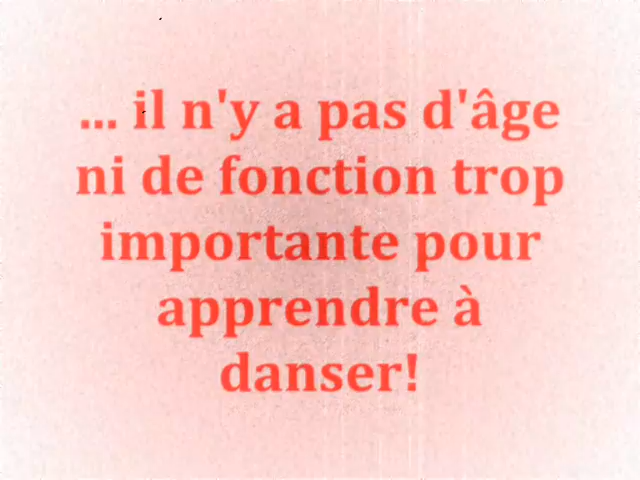 ... il n'y a pas d'âge
ni de fonction trop
importante pour
apprendre à
danser!